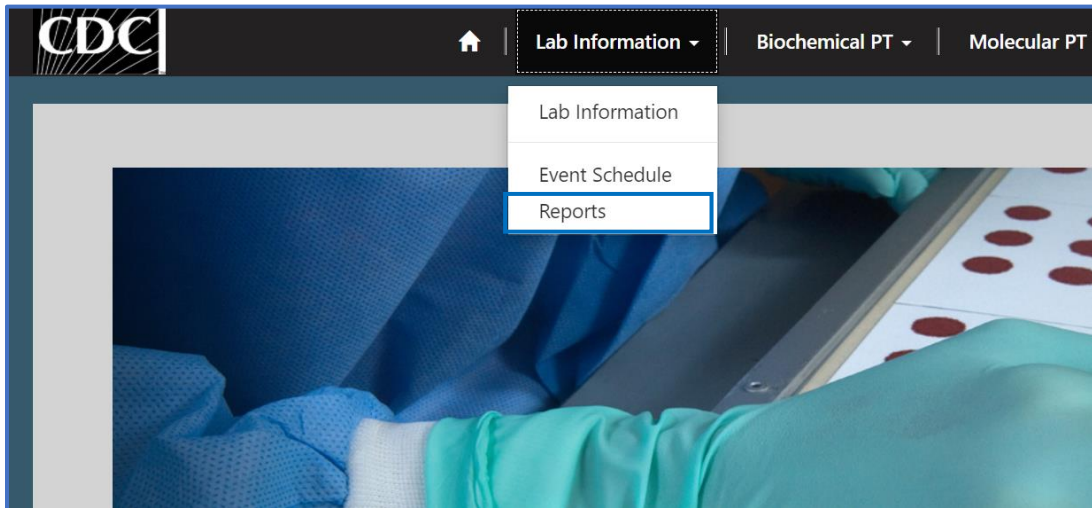 CDC
Lab Information
Biochemical PT
Molecular PT
Lab Information
Event Schedule
Reports